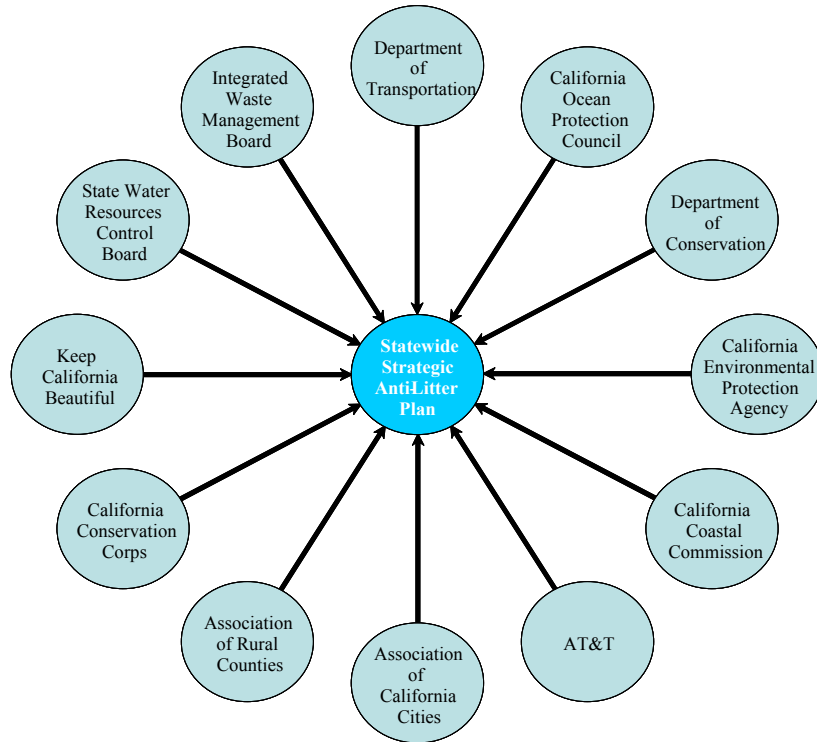 Department
of
Transportation
California
Ocean
Protection
Council
Department
of
Conservation
California
Environmental
Protection
Agency
California
Coastal
Commission
AT&T
Association
of
California
Cities
Association
of Rural
Counties
California
Conservation
Corps
Keep
California
Beautiful
State Water
Resources
Control
Board
Integrated
Waste
Management
Board
Statewide
Strategic
Anti-Litter
Plan